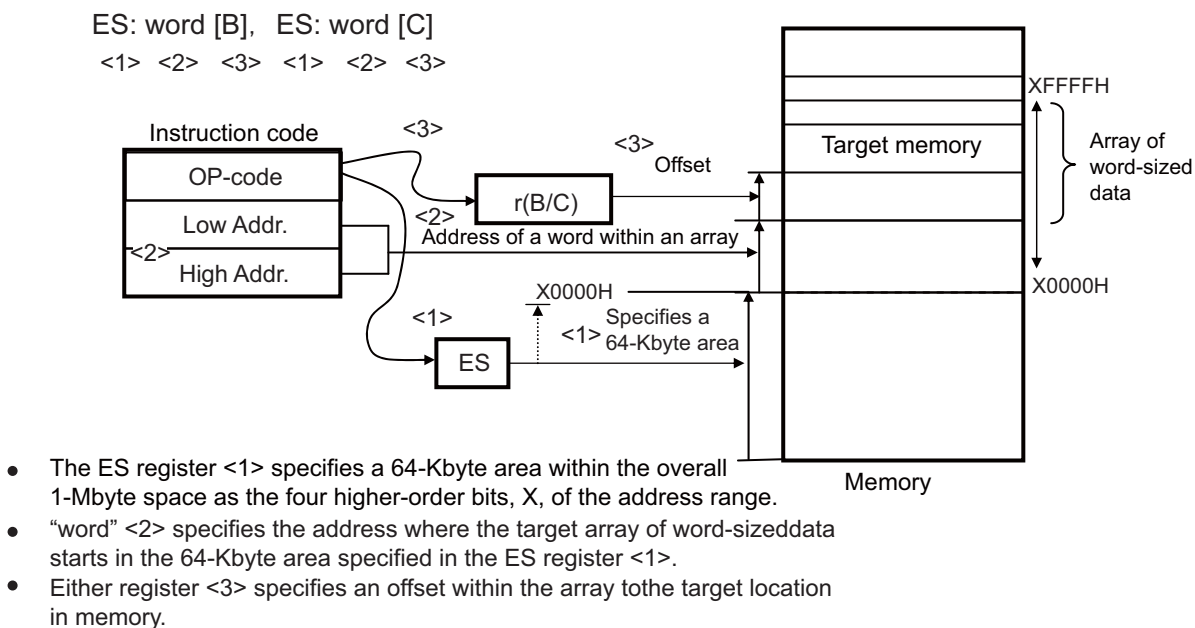 ES: word [B], ES: word [C]
<1> <2> <3> <1> <2> <3>
Instruction code
OP-code
Low Addr.
<2>
High Addr.
<3>
r(B/C)
<3>
Offset
<2>
Address of a word within an array
<1>
ES
X0000H
<1>
Specifies a
64-Kbyte area
Target memory
XFFFFH
Array of
word-sized
data
X0000H
Memory
• The ES register <1> specifies a 64-Kbyte area within the overall
1-Mbyte space as the four higher-order bits, X, of the address range.
• “word” <2> specifies the address where the target array of word-sizeddata
starts in the 64-Kbyte area specified in the ES register <1>.
• Either register <3> specifies an offset within the array tothe target location
in memory.